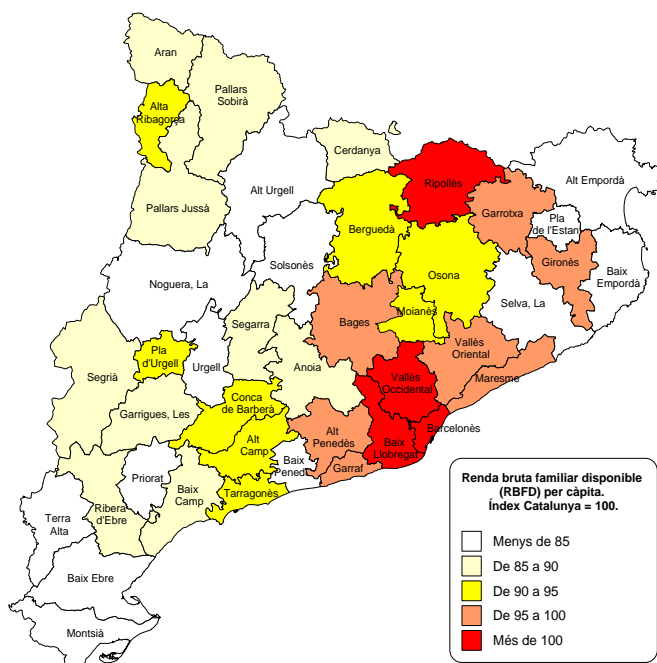 Aran
Pallars
Sobirà
Alta
Ribagorça
Cerdanya
Ripollès
Alt Empordà
Alt Urgell
Garrotxa
Pla
de l'Estan
Pallars Jussà
Berguedà
Gironès
Baix
Empordà
Solsonès
Osona
Noguera, La
Selva, La
Segarra
Bages
Moianès
Vallès
Oriental
Pla
d'Urgell
Urgell
Segrià
Anoia
Vallès
Occidental
Maresme
Garrigues, Les
Conca
de Barberà
Alt
Camp
Alt
Penedès
Baix
Llobregat
Barcelonès
Baix
Penedè
Garraf
Priorat
Tarragonès
Baix
Camp
Ribera
d'Ebre
Terra
Alta
Baix Ebre
Montsià
Renda bruta familiar disponible
(RBFD) per càpita.
Índex Catalunya = 100.
Menys de 85
De 85 a 90
De 90 a 95
De 95 a 100
Més de 100